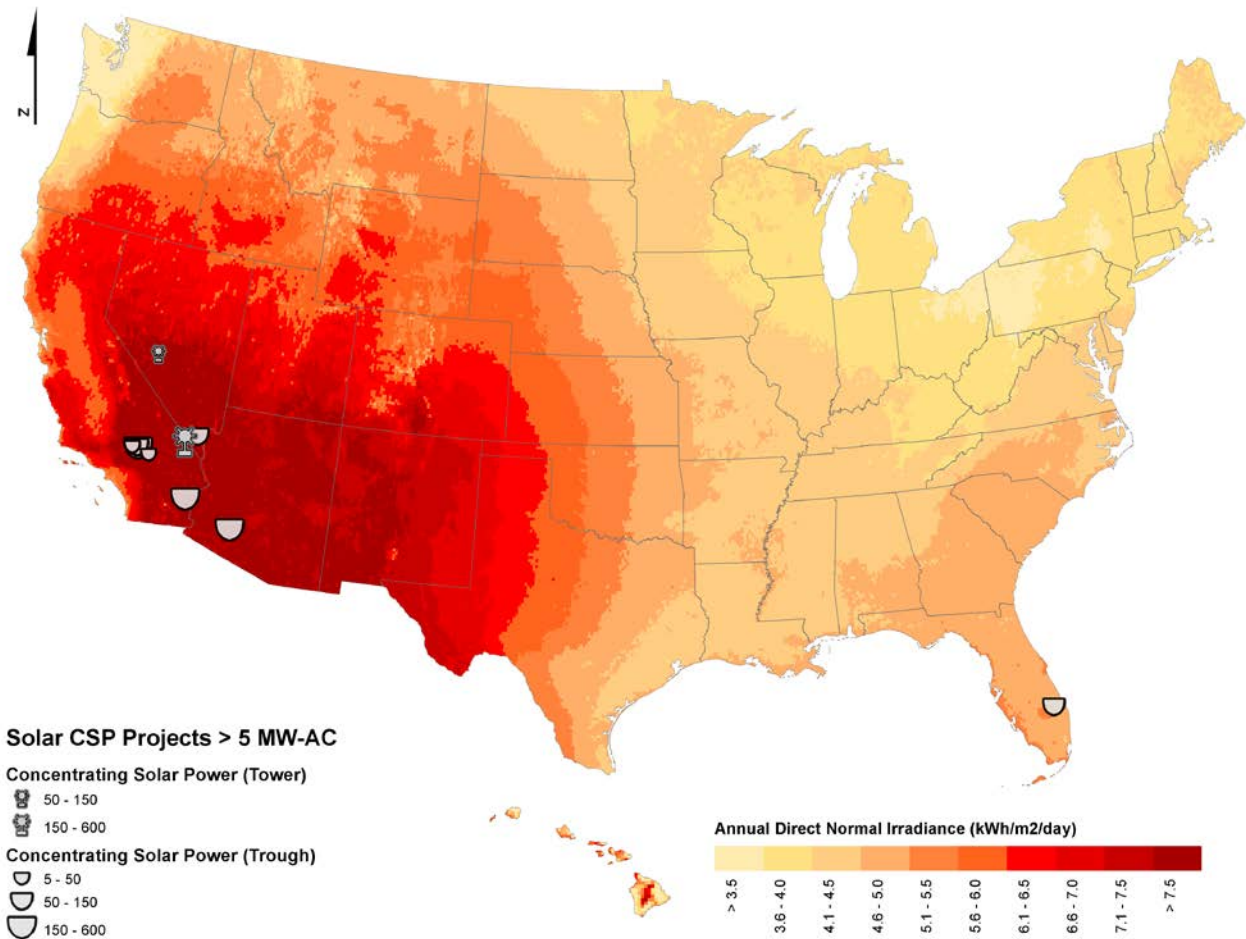 N
Solar CSP Projects > 5 MW-AC
Concentrating Solar Power (Tower)
50 - 150
150 - 600
Concentrating Solar Power (Trough)
5 - 50
50 - 150
150 - 600
Annual Direct Normal Irradiance (kWh/m2/day)
> 3.5
3.6 - 4.0
4.1 - 4.5
4.6 - 5.0
5.1 - 5.5
5.6 - 6.0
6.1 - 6.5
6.6 - 7.0
7.1 - 7.5
> 7.5